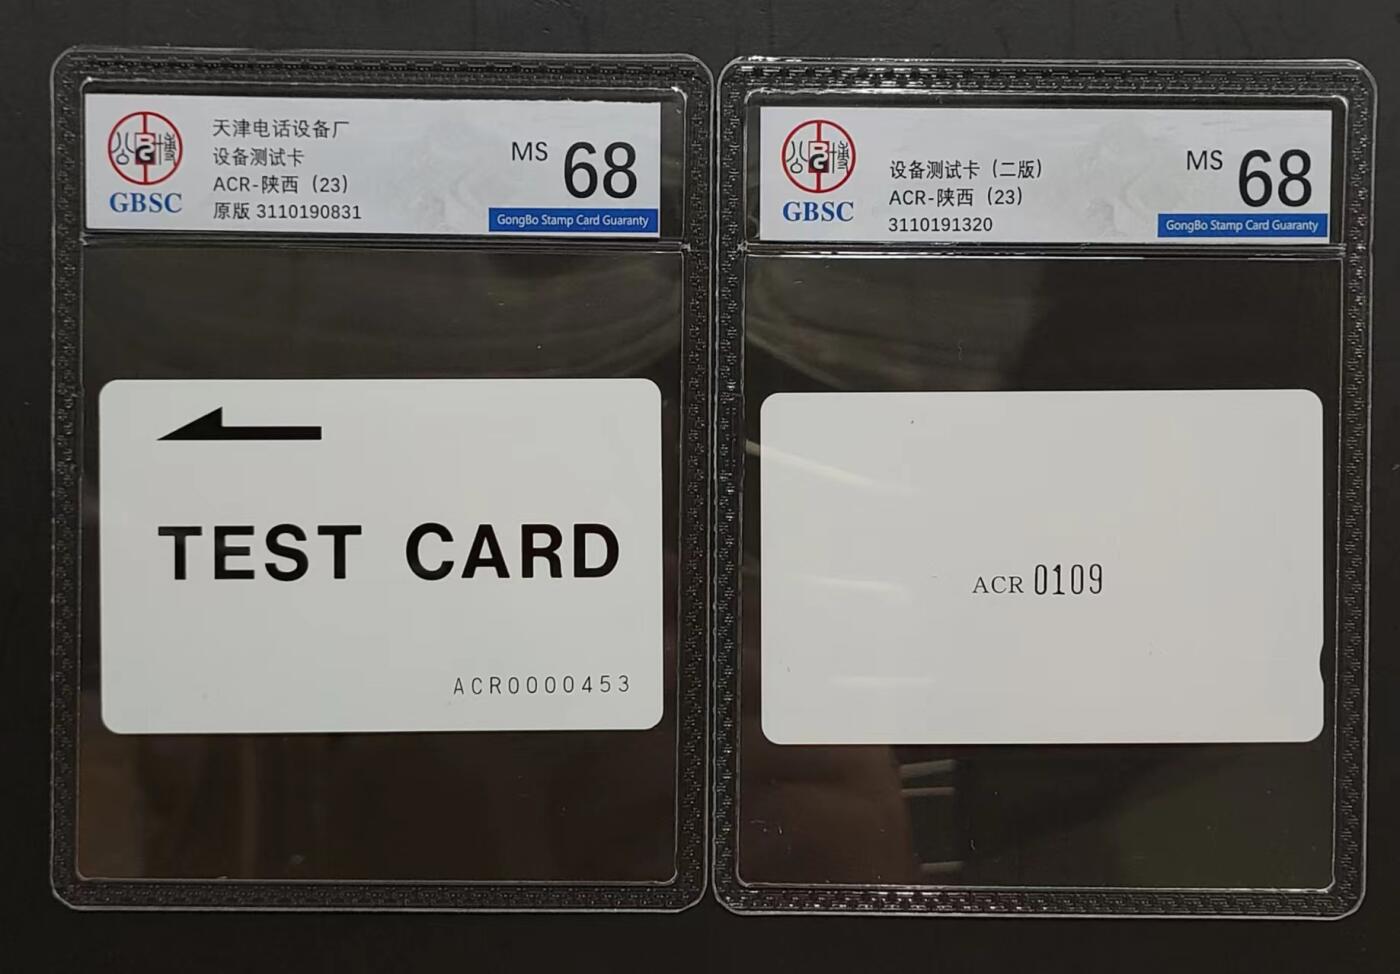 天津电话设备厂
设备测试卡
ACR-陕西（23）
原版 3110190831
MS 68
GBSC
GongBo Stamp Card Guaranty
TEST CARD
ACR0000453
设备测试卡（二版）
ACR-陕西（23）
3110191320
MS 68
GBSC
GongBo Stamp Card Guaranty
ACR 0109